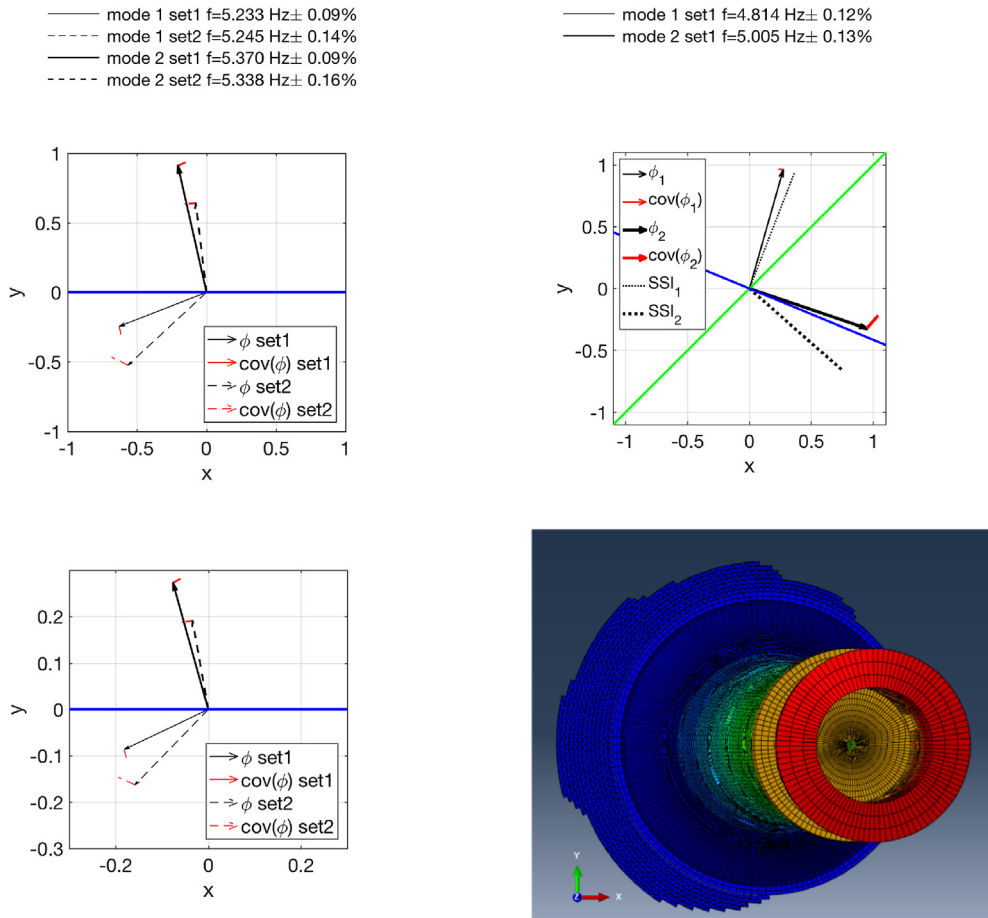 mode 1 set1 f=5.233 Hz± 0.09%
mode 1 set2 f=5.245 Hz± 0.14%
mode 2 set1 f=5.370 Hz± 0.09%
mode 2 set2 f=5.338 Hz± 0.16%
1
0.5
0
-0.5
-1
y
-1 -0.5 0 0.5 1
x
ϕ set1
cov(ϕ) set1
ϕ set2
cov(ϕ) set2
mode 1 set1 f=4.814 Hz± 0.12%
mode 2 set1 f=5.005 Hz± 0.13%
1
0.5
0
-0.5
-1
y
-1 -0.5 0 0.5 1
x
ϕ1
cov(ϕ1)
ϕ2
cov(ϕ2)
SSI1
SSI2
0.2
0.1
0
-0.1
-0.2
-0.3
y
-0.2 0 0.2
x
ϕ set1
cov(ϕ) set1
ϕ set2
cov(ϕ) set2
Y
Z X